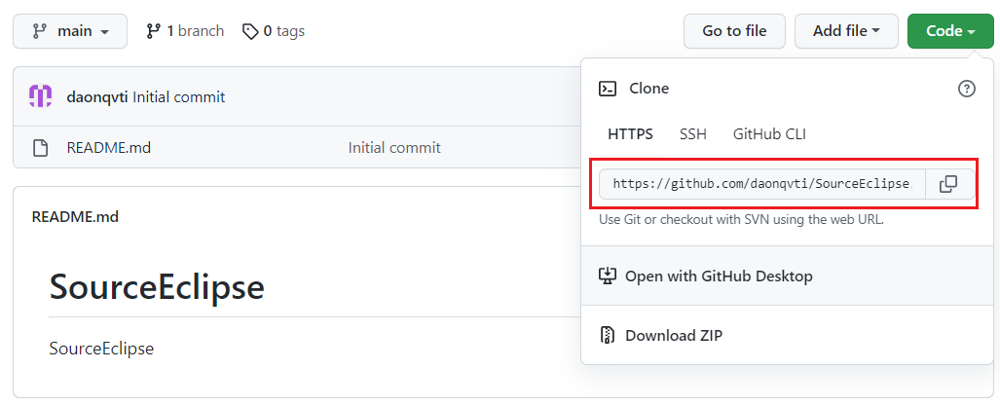 main
1 branch
0 tags
Go to file
Add file
Code
daonqvti Initial commit
README.md
Initial commit
Clone
HTTPS
SSH
GitHub CLI
https://github.com/daonqvti/SourceEclipse.
Use Git or checkout with SVN using the web URL.
Open with GitHub Desktop
Download ZIP
README.md
SourceEclipse
SourceEclipse